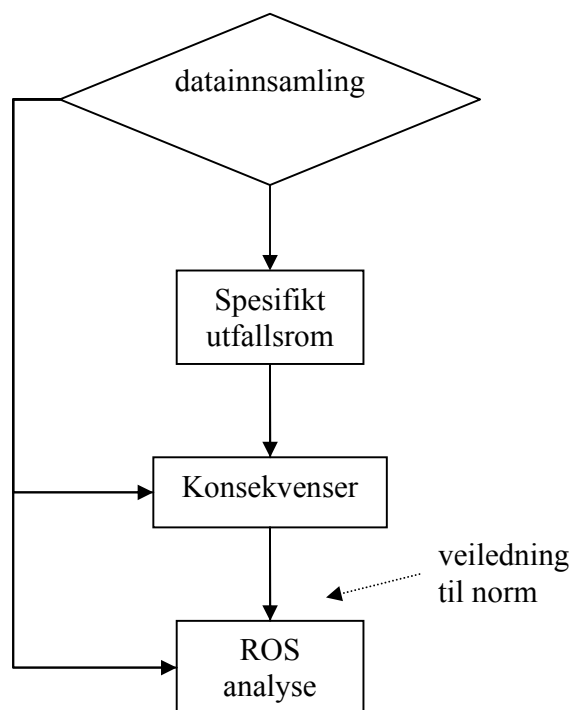 datainnsamling
Spesifikt
utfallsrom
Konsekvenser
veiledning
til norm
ROS
analyse